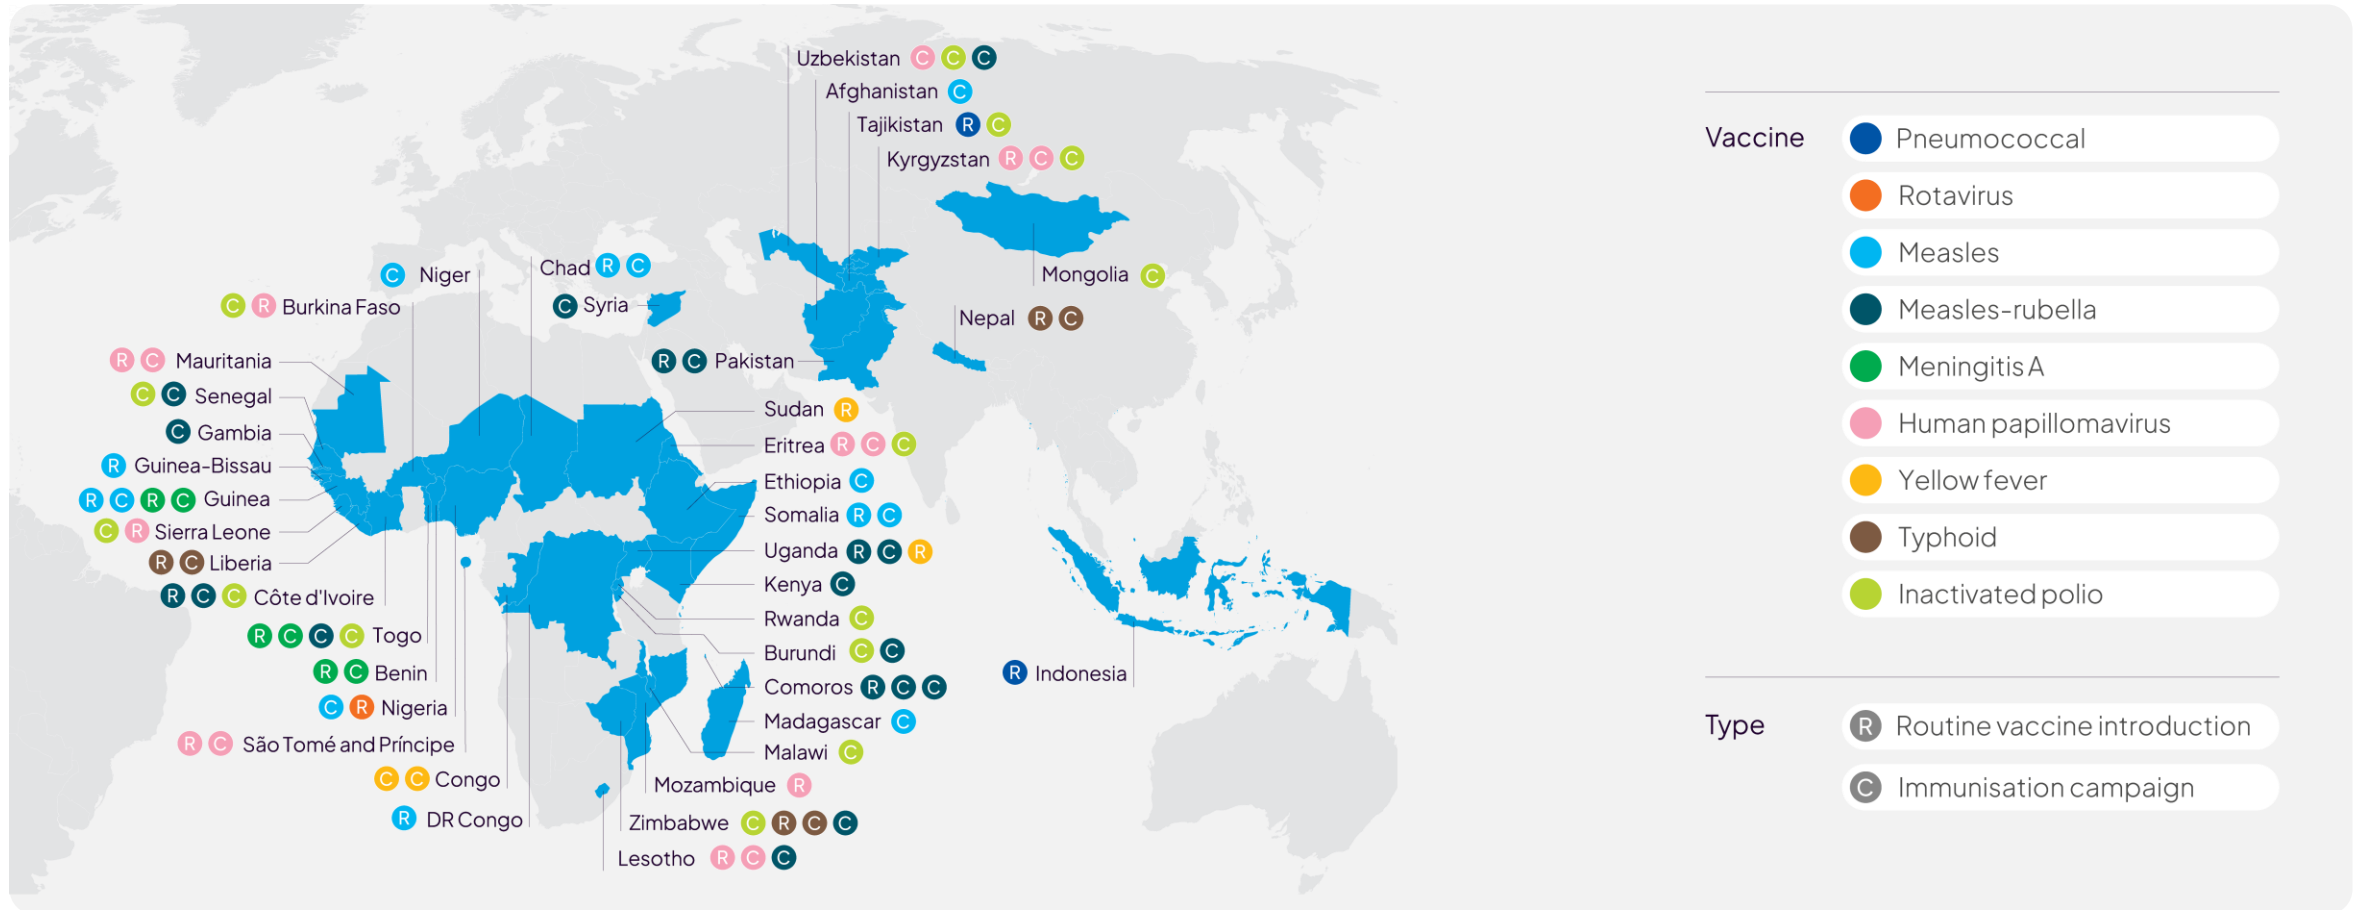 Uzbekistan C C C
Afghanistan C
Tajikistan R C
Kyrgyzstan R C C
Mongolia C
Nepal R C
C Niger
Chad R C
C R Burkina Faso
C Syria
R C Mauritania
R C Pakistan
C C Senegal
C Gambia
R Guinea-Bissau
R C R C Guinea
C R Sierra Leone
R C Liberia
R C C Côte d'Ivoire
R C C C Togo
R C Benin
C R Nigeria
R C São Tomé and Príncipe
C C Congo
R DR Congo
Sudan R
Eritrea R C C
Ethiopia C
Somalia R C
Uganda R C R
Kenya C
Rwanda C
Burundi C C
Comoros R C C
Madagascar C
Malawi C
Mozambique R
Zimbabwe C R C C
Lesotho R C C
R Indonesia
Vaccine
Pneumococcal
Rotavirus
Measles
Measles-rubella
Meningitis A
Human papillomavirus
Yellow fever
Typhoid
Inactivated polio
Type
R Routine vaccine introduction
C Immunisation campaign